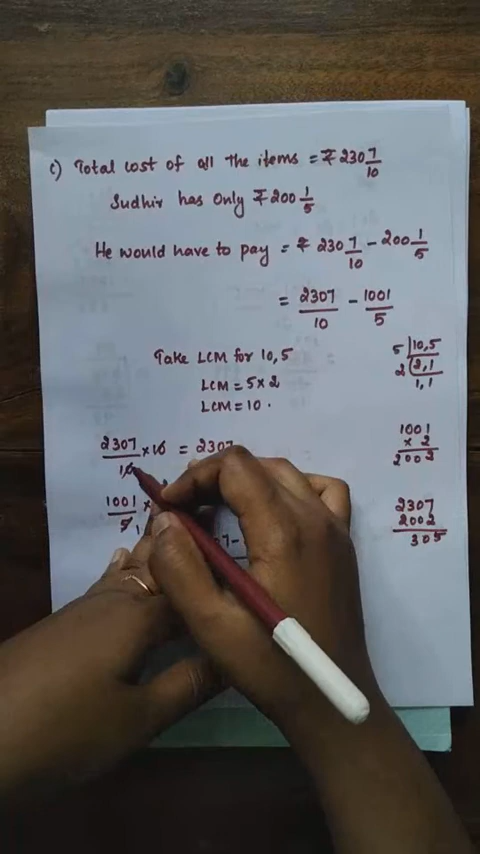 c) Total cost of all the items = ₹ 230 7/10
Sudhir has only ₹ 200 1/5
He would have to pay = ₹ 230 7/10 - 200 1/5
= 2307/10 - 1001/5
Take LCM for 10,5
LCM = 5 x 2
LCM = 10.
5 | 10,5
2 | 2,1
1,1
2307/10 x 10 = 2307
1001/5 x
1
7 -
1001
x 2
2002
2307
2002
305